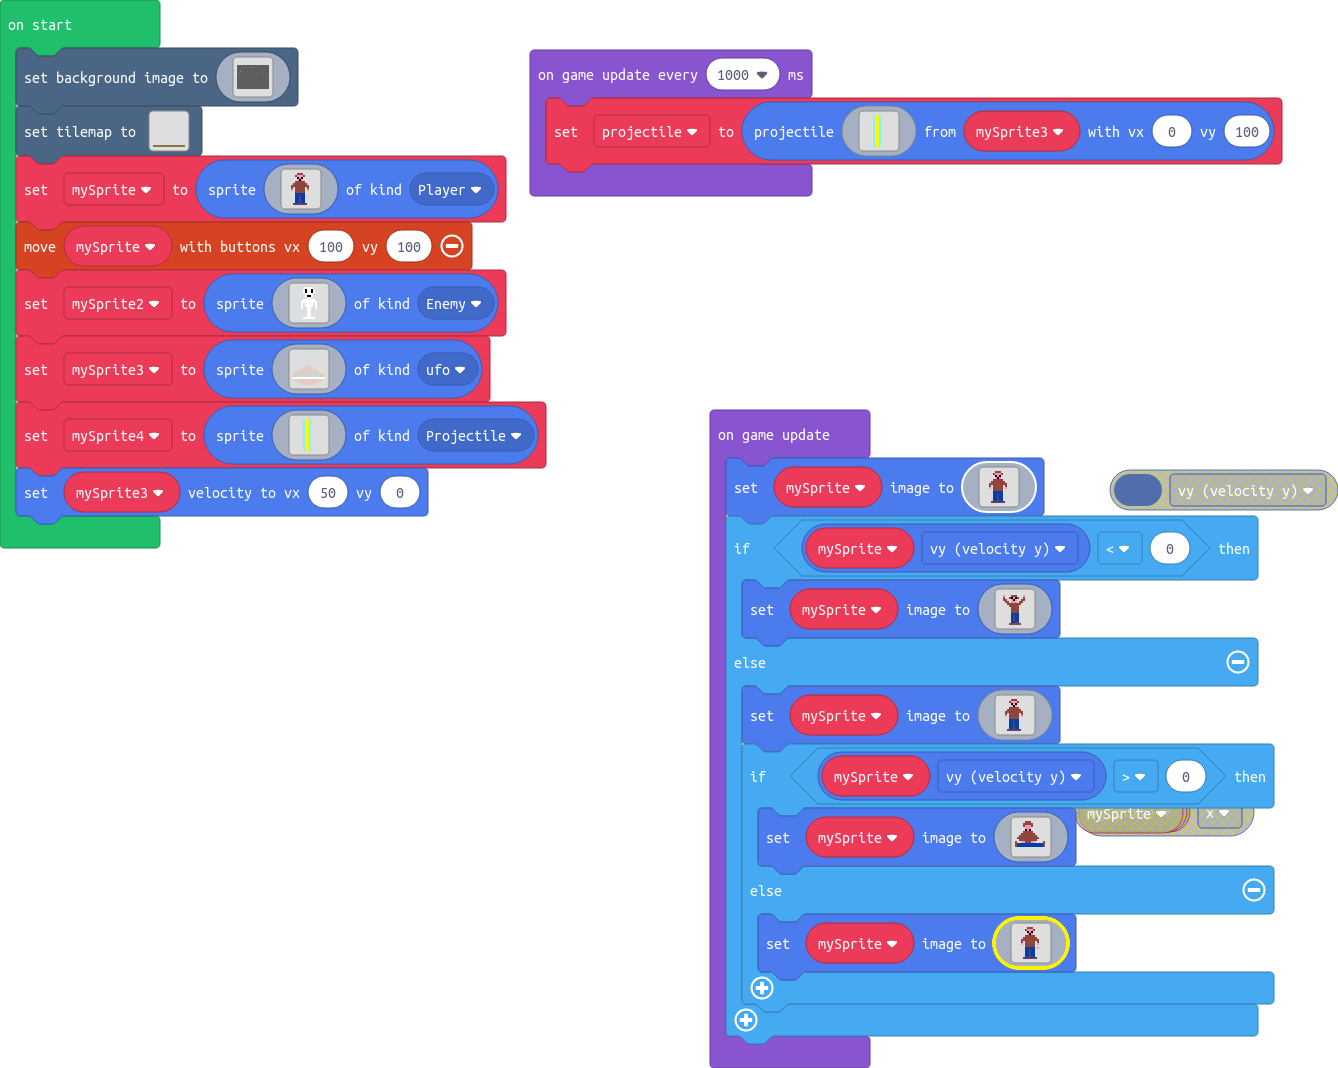 on start
set background image to
set tilemap to
set mySprite to sprite of kind Player
move mySprite with buttons vx 100 vy 100
set mySprite2 to sprite of kind Enemy
set mySprite3 to sprite of kind ufo
set mySprite4 to sprite of kind Projectile
set mySprite3 velocity to vx 50 vy 0
on game update every 1000 ms
set projectile to projectile from mySprite3 with vx 0 vy 100
on game update
set mySprite image to
vy (velocity y)
if mySprite vy (velocity y) < 0 then
set mySprite image to
else
set mySprite image to
if mySprite vy (velocity y) > 0 then
mySprite x
set mySprite image to
else
set mySprite image to